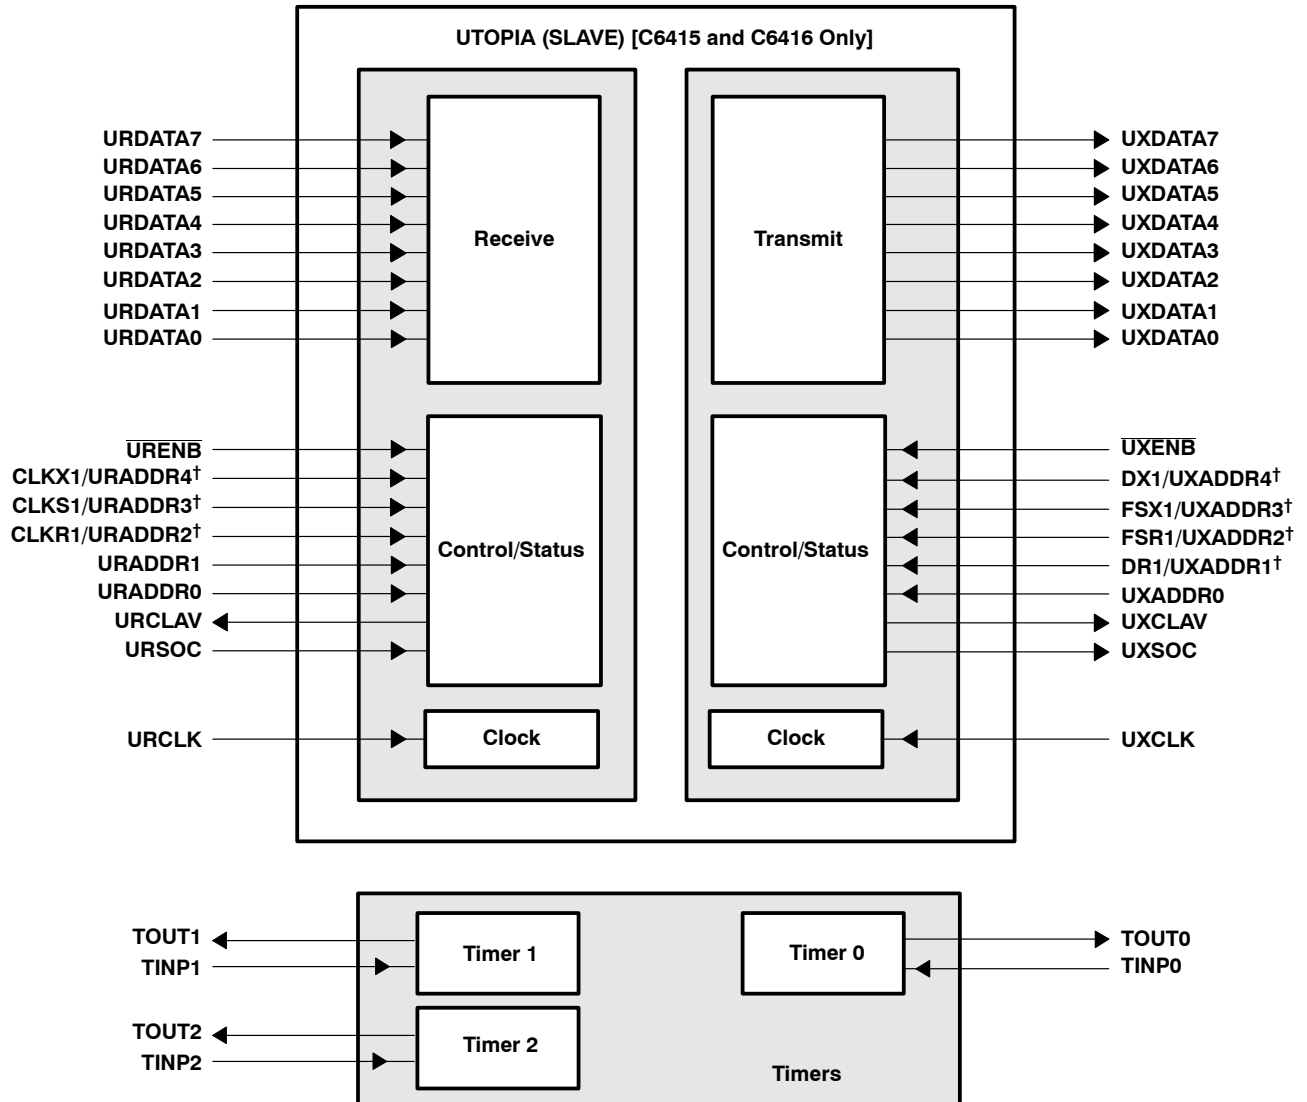 UTOPIA (SLAVE) [C6415 and C6416 Only]
URDATA7
URDATA6
URDATA5
URDATA4
URDATA3
URDATA2
URDATA1
URDATA0
Receive
Transmit
UXDATA7
UXDATA6
UXDATA5
UXDATA4
UXDATA3
UXDATA2
UXDATA1
UXDATA0
URENB
CLKX1/URADDR4†
CLKS1/URADDR3†
CLKR1/URADDR2†
URADDR1
URADDR0
URCLAV
URSOC
Control/Status
Control/Status
UXENB
DX1/UXADDR4†
FSX1/UXADDR3†
FSR1/UXADDR2†
DR1/UXADDR1†
UXADDR0
UXCLAV
UXSOC
URCLK
Clock
Clock
UXCLK
TOUT1
TINP1
Timer 1
Timer 0
TOUT0
TINP0
TOUT2
TINP2
Timer 2
Timers